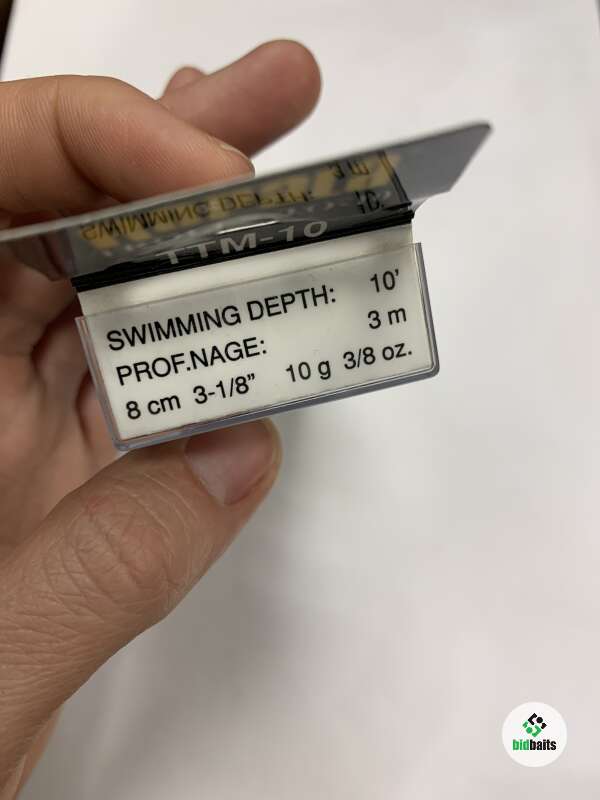 TTM-10
SWIMMING DEPTH: 10'
PROF.NAGE: 3 m
8 cm 3-1/8" 10 g 3/8 oz.
bidbaits